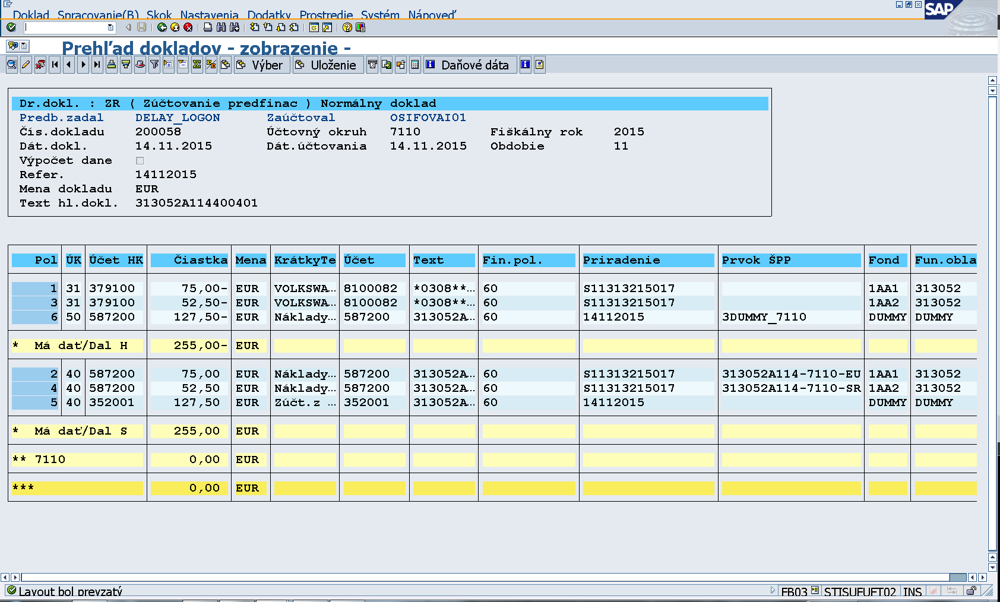 Doklad Spracovanie(B) Skok Nastavenia Dodatky Prostredie Systém Nápoveď
SAP
Prehľad dokladov - zobrazenie -
Výber Uloženie Daňové dáta
Dr.dokl. : ZR ( Zúčtovanie predfinac ) Normálny doklad
Predb.zadal DELAY_LOGON Zaúčtoval OSIFOVAI01
Čís.dokladu 200058 Účtovný okruh 7110 Fiškálny rok 2015
Dát.dokl. 14.11.2015 Dát.účtovania 14.11.2015 Obdobie 11
Výpočet dane
Refer. 14112015
Mena dokladu EUR
Text hl.dokl. 313052A114400401
Pol ÚK Účet HK Čiastka Mena KrátkyTe Účet Text Fin.pol. Priradenie Prvok ŠPP Fond Fun.obla
1 31 379100 75,00- EUR VOLKSWA... 8100082 *0308**... 60 S11313215017 1AA1 313052
3 31 379100 52,50- EUR VOLKSWA... 8100082 *0308**... 60 S11313215017 1AA2 313052
6 50 587200 127,50- EUR Náklady... 587200 313052A... 60 14112015 3DUMMY_7110 DUMMY DUMMY
* Má dať/Dal H 255,00- EUR
2 40 587200 75,00 EUR Náklady... 587200 313052A... 60 S11313215017 313052A114-7110-EU 1AA1 313052
4 40 587200 52,50 EUR Náklady... 587200 313052A... 60 S11313215017 313052A114-7110-SR 1AA2 313052
5 40 352001 127,50 EUR Zúčt.z ... 352001 313052A... 60 14112015 DUMMY DUMMY
* Má dať/Dal S 255,00 EUR
** 7110 0,00 EUR
*** 0,00 EUR
Layout bol prevzatý FB03 STISUFUFT02 INS